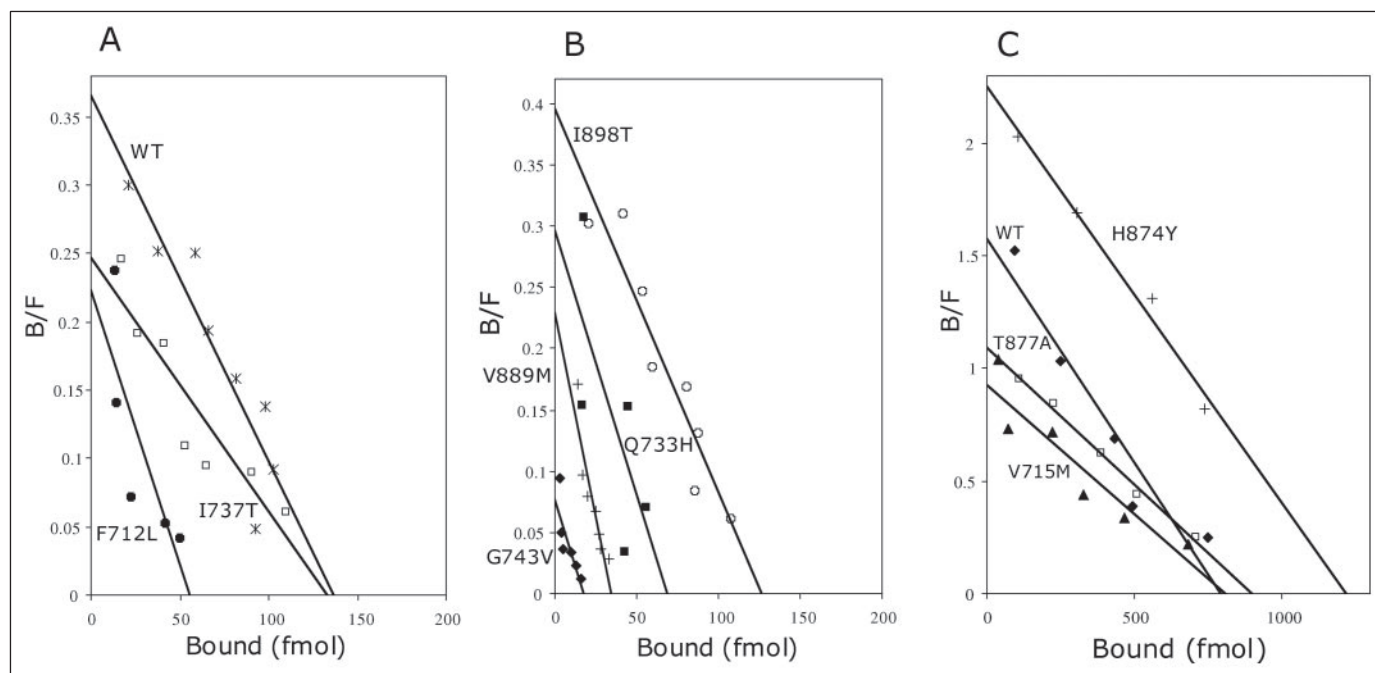 A
B
C
0.35
0.3
0.25
0.2
0.15
0.1
0.05
0
B/F
WT
I737T
F712L
0
50
100
150
200
Bound (fmol)
0.4
0.35
0.3
0.25
0.2
0.15
0.1
0.05
0
B/F
I898T
V889M
Q733H
G743V
0
50
100
150
200
Bound (fmol)
2
1.5
1
0.5
0
B/F
WT
H874Y
T877A
V715M
0
500
1000
Bound (fmol)